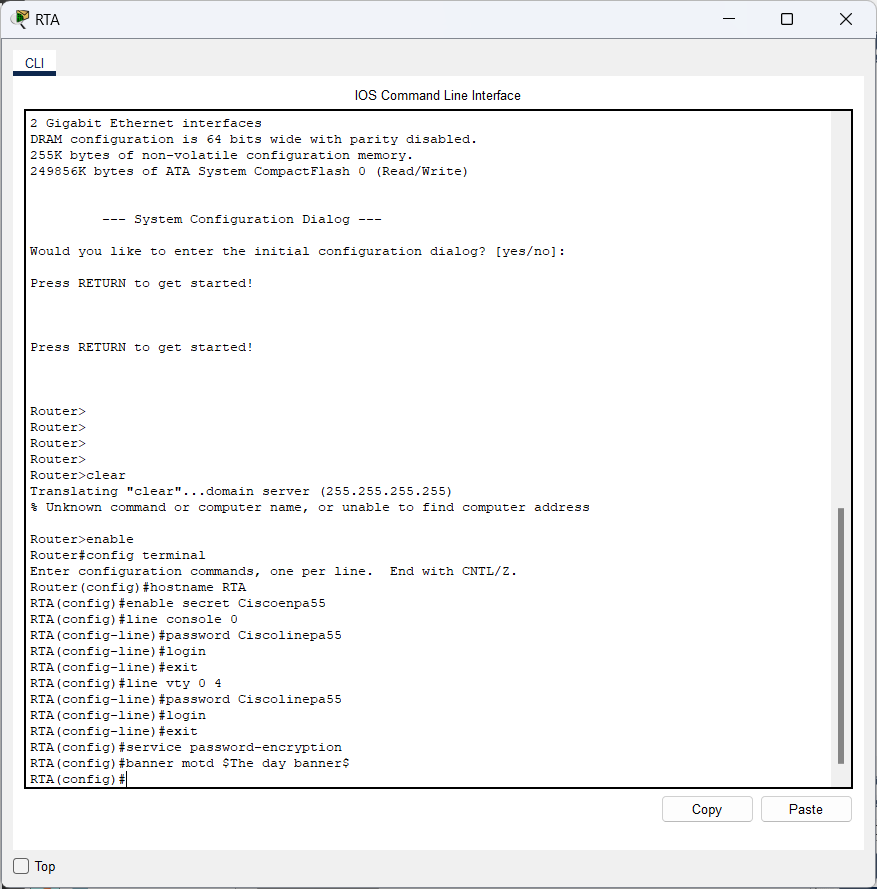 RTA
CLI
IOS Command Line Interface
2 Gigabit Ethernet interfaces
DRAM configuration is 64 bits wide with parity disabled.
255K bytes of non-volatile configuration memory.
249856K bytes of ATA System CompactFlash 0 (Read/Write)
--- System Configuration Dialog ---
Would you like to enter the initial configuration dialog? [yes/no]:
Press RETURN to get started!
Press RETURN to get started!
Router>
Router>
Router>
Router>
Router>clear
Translating "clear"...domain server (255.255.255.255)
% Unknown command or computer name, or unable to find computer address
Router>enable
Router#config terminal
Enter configuration commands, one per line.  End with CNTL/Z.
Router(config)#hostname RTA
RTA(config)#enable secret Ciscoenpa55
RTA(config)#line console 0
RTA(config-line)#password Ciscolinepa55
RTA(config-line)#login
RTA(config-line)#exit
RTA(config)#line vty 0 4
RTA(config-line)#password Ciscolinepa55
RTA(config-line)#login
RTA(config-line)#exit
RTA(config)#service password-encryption
RTA(config)#banner motd $The day banner$
RTA(config)#
Copy
Paste
Top